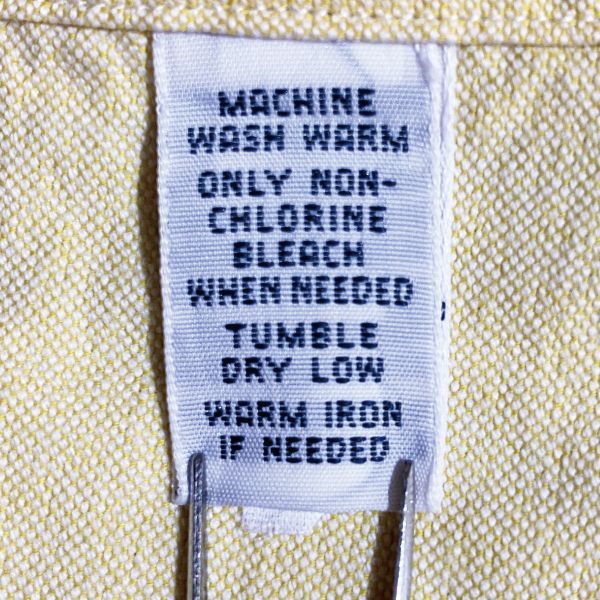 MACHINE
WASH WARM
ONLY NON-
CHLORINE
BLEACH
WHEN NEEDED
TUMBLE
DRY LOW
WARM IRON
IF NEEDED